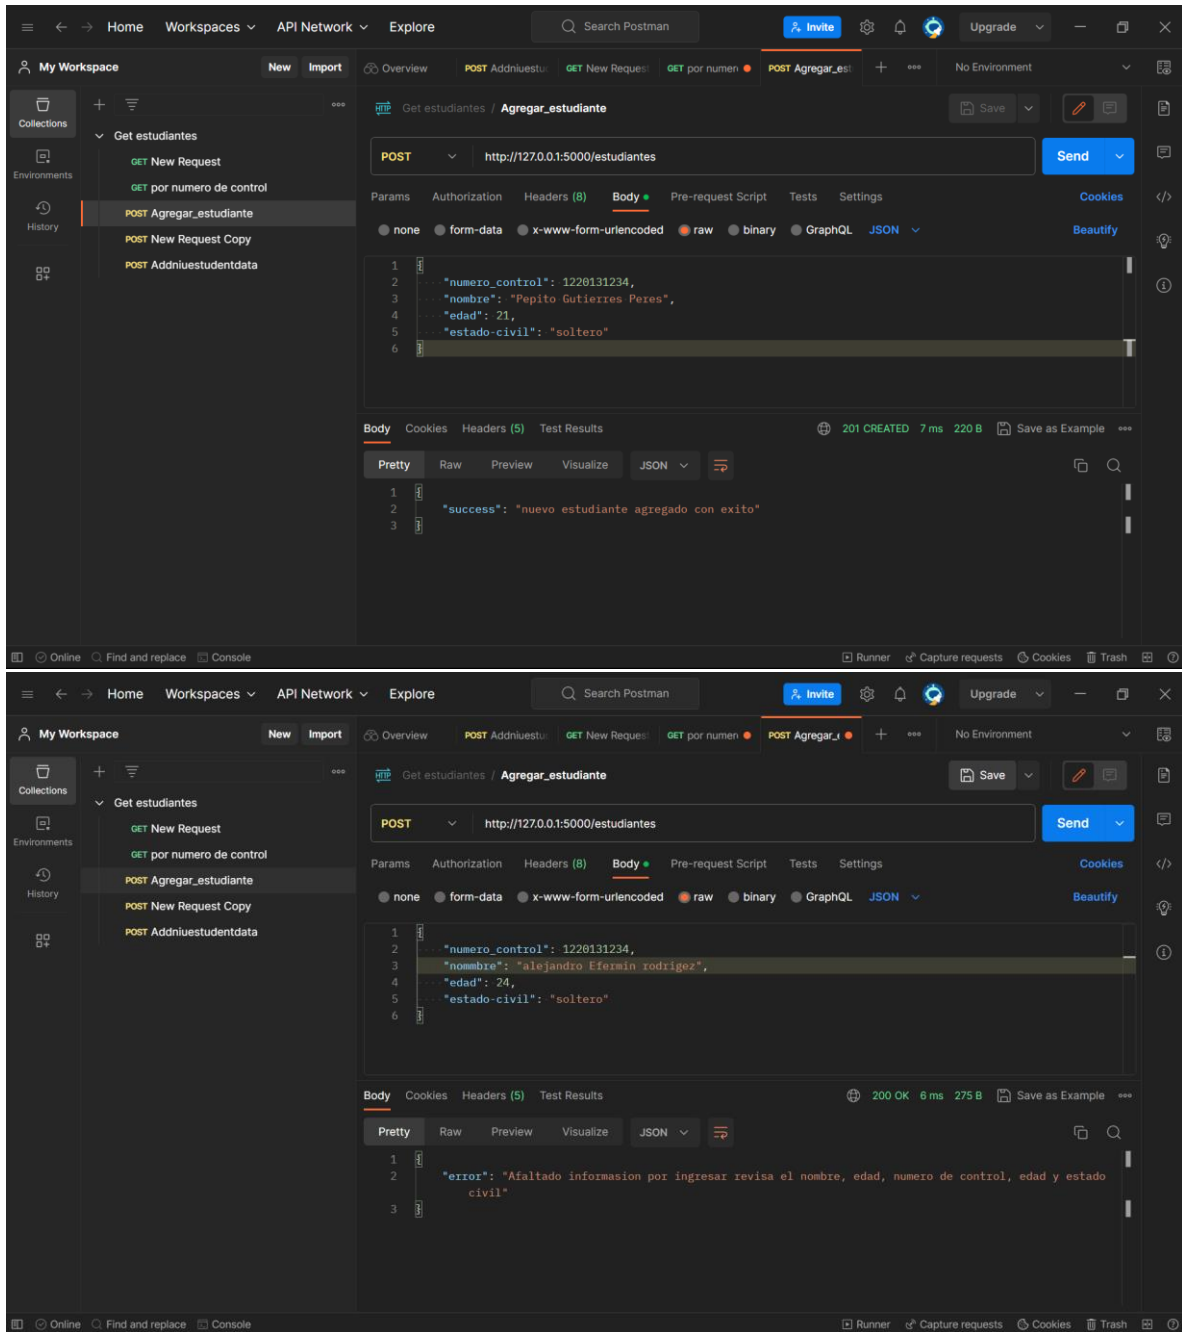 Home Workspaces API Network Explore Search Postman Invite Upgrade
My Workspace New Import Overview POST Addniuestu GET New Reques GET por numer POST Agregar_est No Environment
Collections
Get estudiantes / Agregar_estudiante Save
Get estudiantes
Environments
GET New Request
POST http://127.0.0.1:5000/estudiantes Send
GET por numero de control
History
Params Authorization Headers (8) Body Pre-request Script Tests Settings Cookies
POST Agregar_estudiante
none form-data x-www-form-urlencoded raw binary GraphQL JSON Beautify
POST New Request Copy
POST Addniuestudentdata
1 {
2 "numero_control": 1220131234,
3 "nombre": "Pepito Gutierres Peres",
4 "edad": 21,
5 "estado-civil": "soltero"
6 }
Body Cookies Headers (5) Test Results 201 CREATED 7 ms 220 B Save as Example
Pretty Raw Preview Visualize JSON
1 {
2 "success": "nuevo estudiante agregado con exito"
3 }
Online Find and replace Console Runner Capture requests Cookies Trash
Home Workspaces API Network Explore Search Postman Invite Upgrade
My Workspace New Import Overview POST Addniuestu GET New Reques GET por numer POST Agregar_e No Environment
Collections
Get estudiantes / Agregar_estudiante Save
Get estudiantes
Environments
GET New Request
POST http://127.0.0.1:5000/estudiantes Send
GET por numero de control
History
Params Authorization Headers (8) Body Pre-request Script Tests Settings Cookies
POST Agregar_estudiante
none form-data x-www-form-urlencoded raw binary GraphQL JSON Beautify
POST New Request Copy
POST Addniuestudentdata
1 {
2 "numero_control": 1220131234,
3 "nommbre": "alejandro Efermin rodrigez",
4 "edad": 24,
5 "estado-civil": "soltero"
6 }
Body Cookies Headers (5) Test Results 200 OK 6 ms 275 B Save as Example
Pretty Raw Preview Visualize JSON
1 {
2 "error": "Afaltado informasion por ingresar revisa el nombre, edad, numero de control, edad y estado
civil"
3 }
Online Find and replace Console Runner Capture requests Cookies Trash